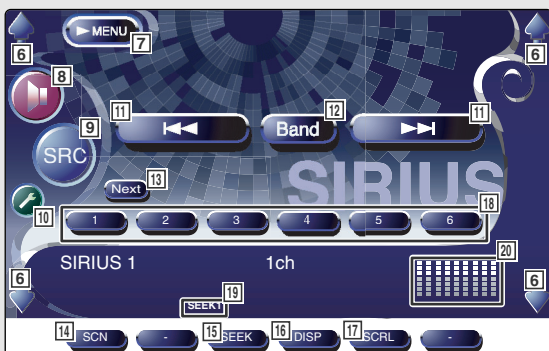 ►MENU
6
7
6
8
11
12
11
9
⏮
Band
⏭
SRC
13
SIRIUS
Next
10
18
1 2 3 4 5 6
20
SIRIUS 1 1ch
6
19
6
SEEK1
14
SCN
-
15
SEEK
16
DISP
17
SCRL
-